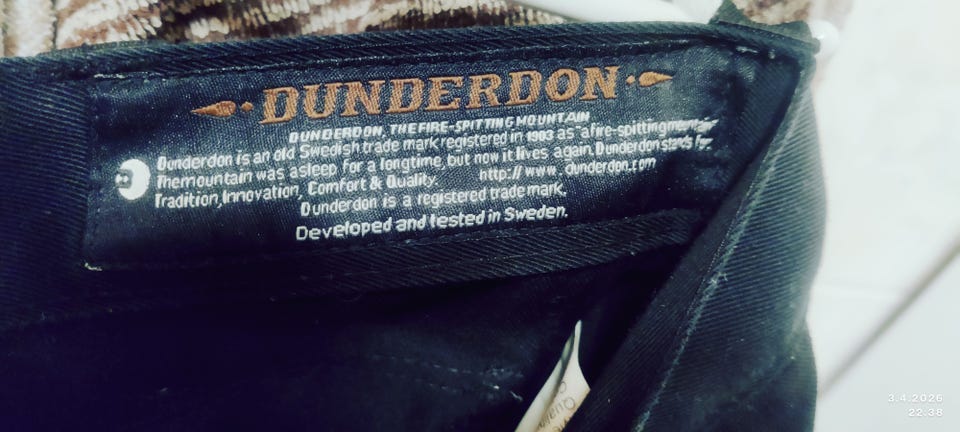 DUNDERDON
DUNDERDON, THE FIRE-SPITTING MOUNTAIN
Dunderdon is an old Swedish trade mark registered in 1903 as "a fire-spitting
The mountain was asleep for a longtime, but now it lives again. Dunderdon stands for
Tradition, Innovation, Comfort & Quality. http://www.dunderdon.com
Dunderdon is a registered trade mark.
Developed and tested in Sweden.
3.4.2026
22:38